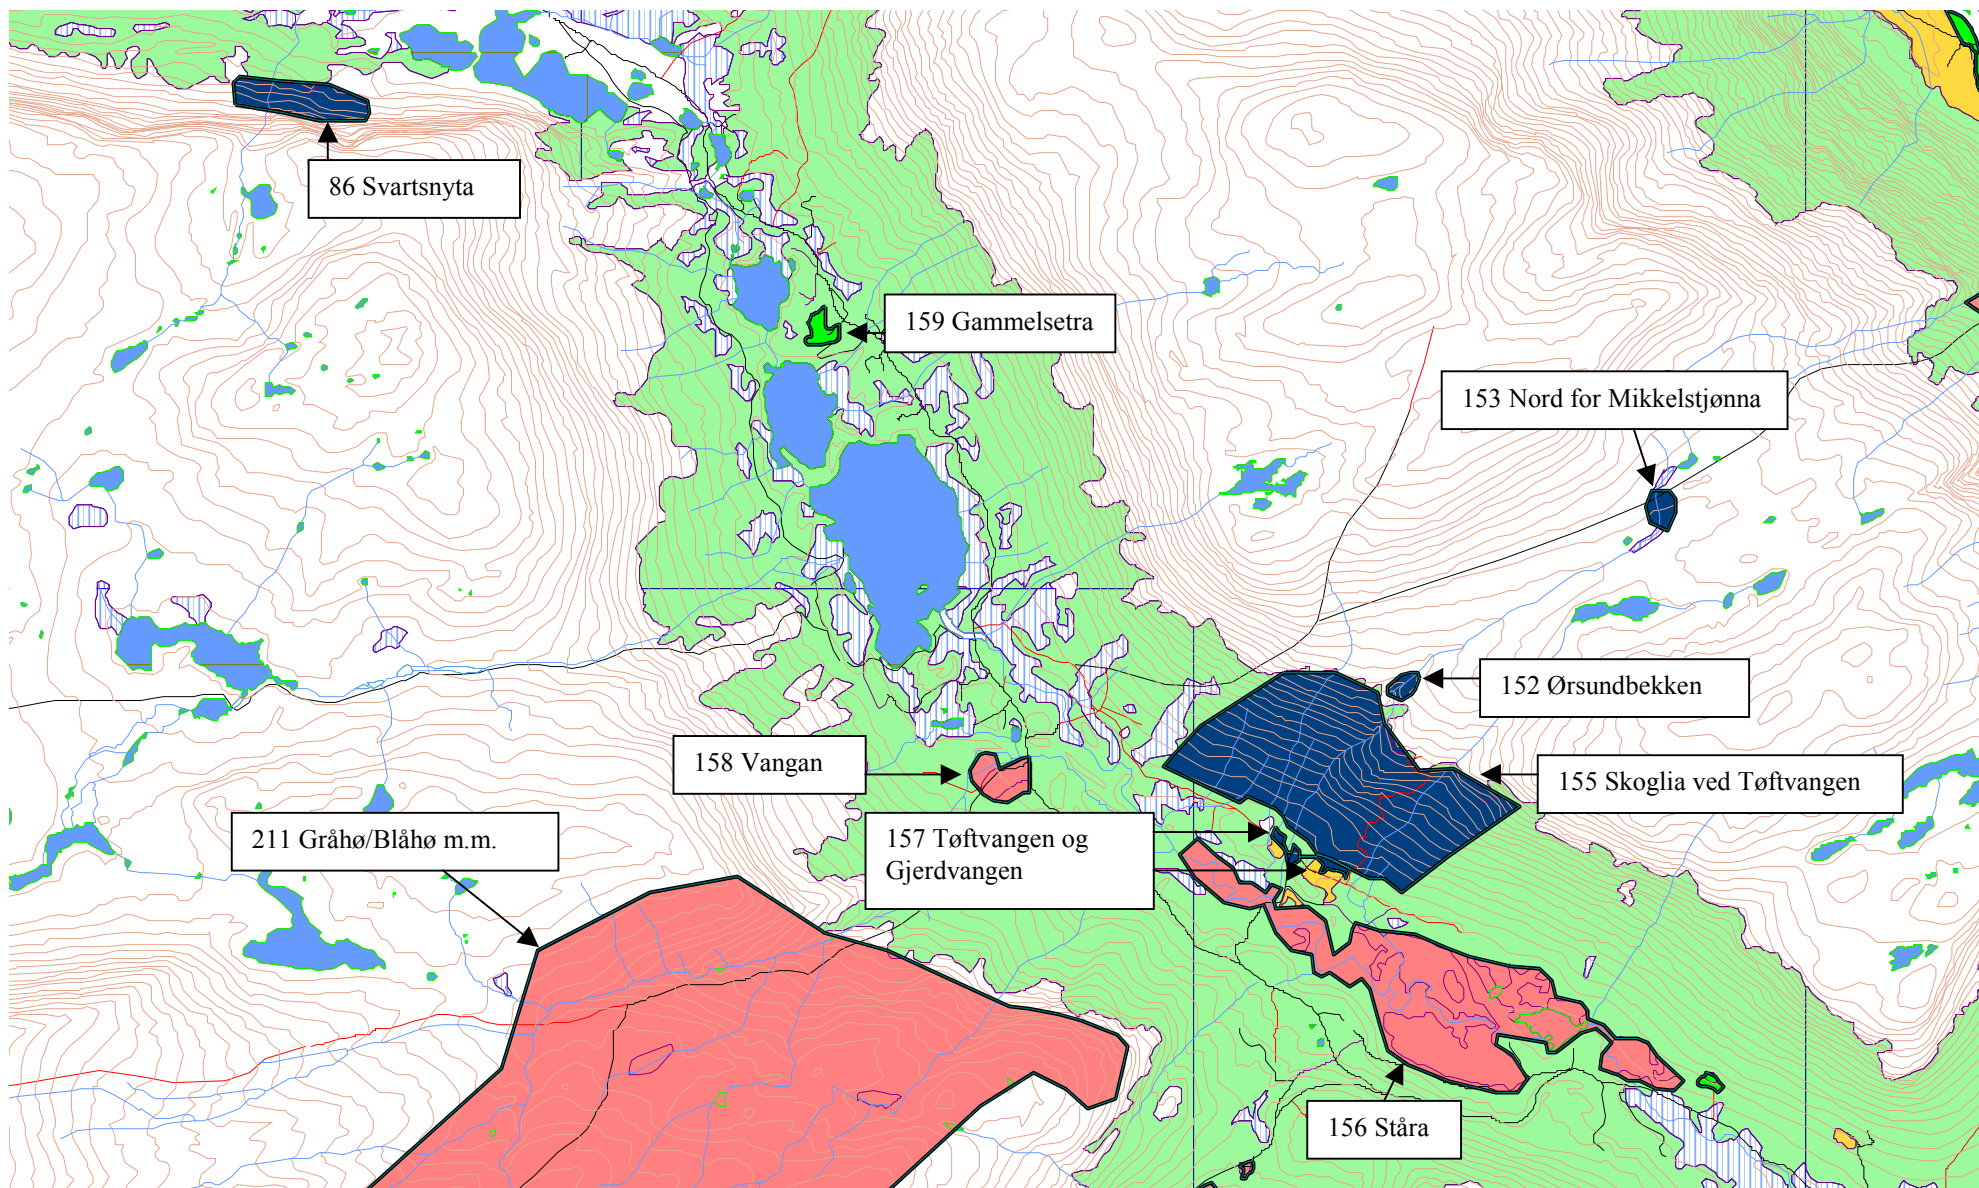 86 Svartsnyta
159 Gammelsetra
153 Nord for Mikkelstjønna
152 Ørsundbekken
158 Vangan
155 Skoglia ved Tøftvangen
211 Gråhø/Blåhø m.m.
157 Tøftvangen og
Gjerdvangen
156 Ståra